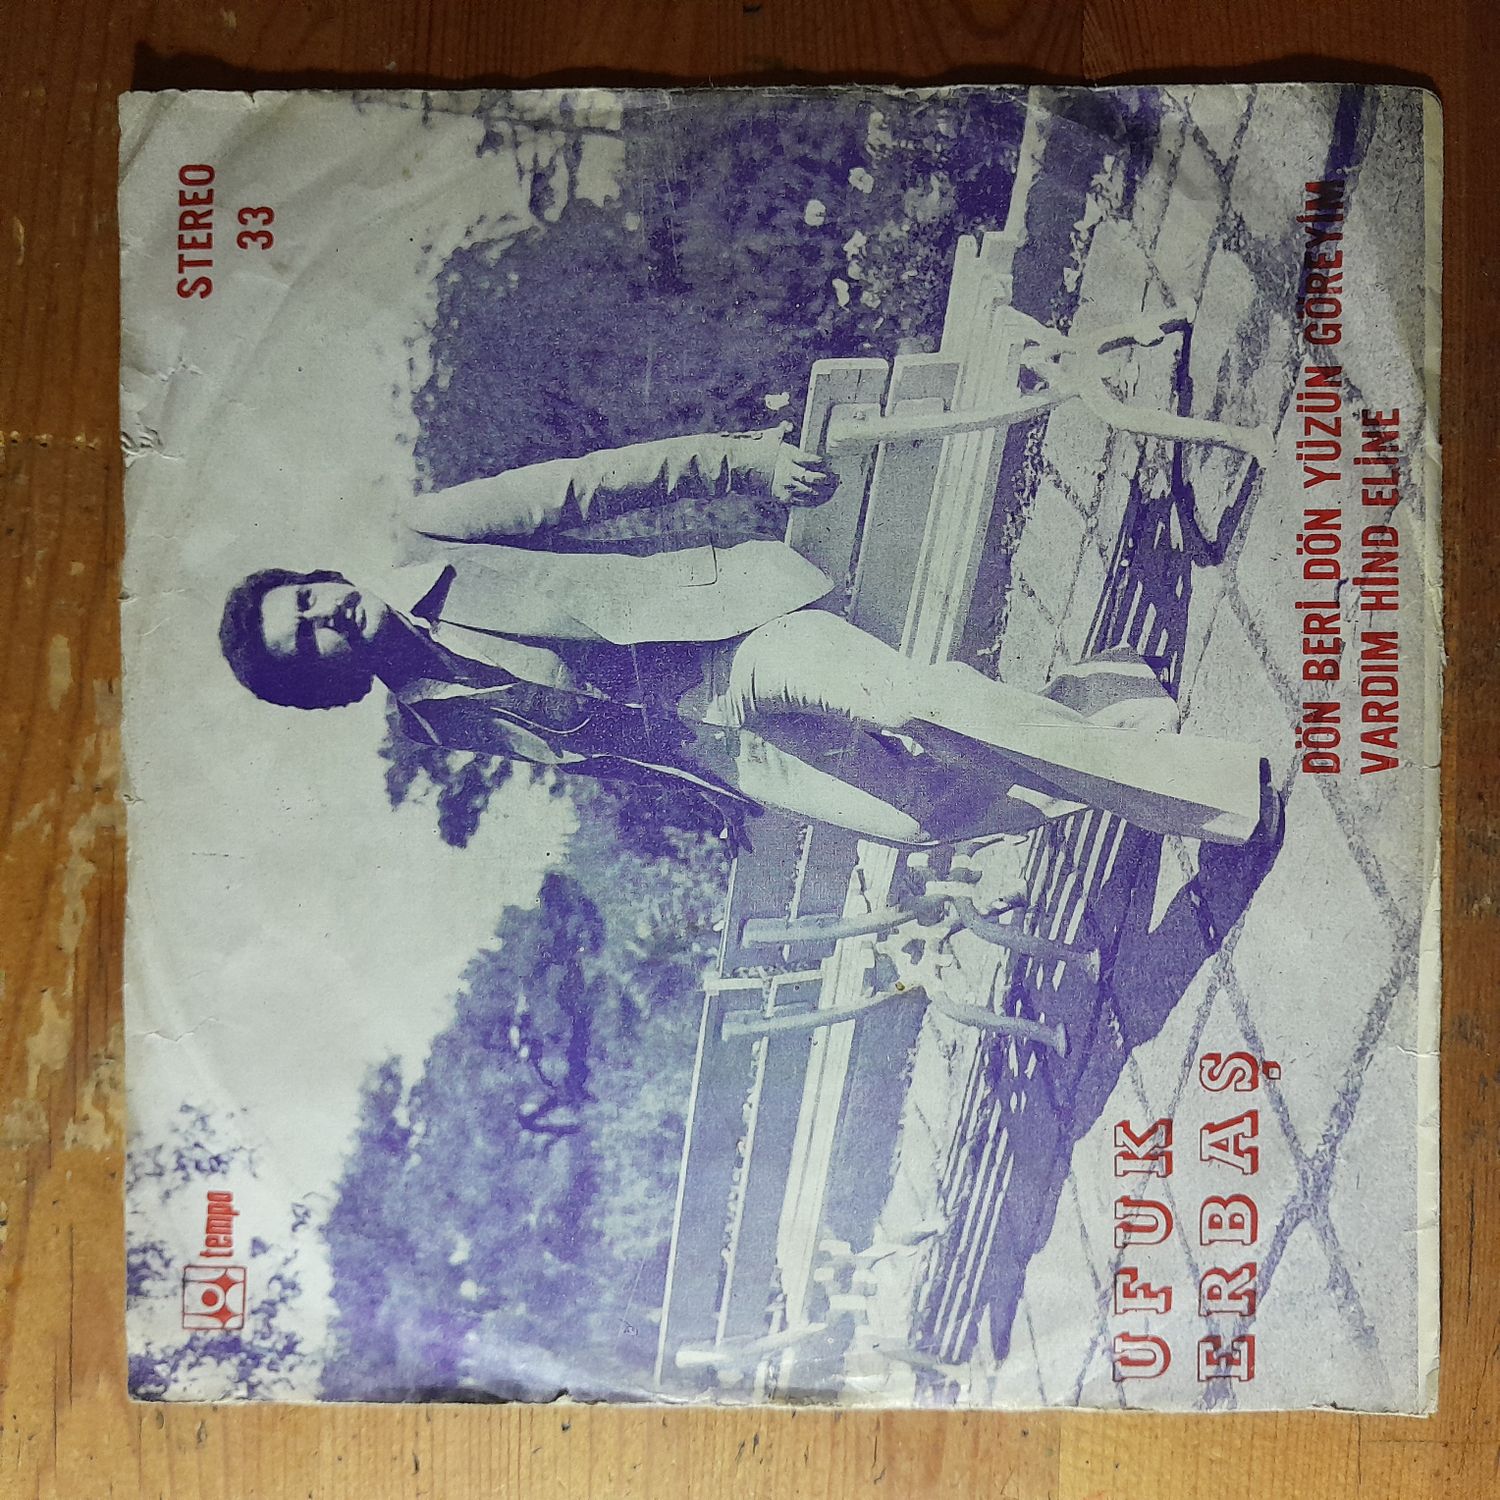 tempo
STEREO
33
UFUK
ERBAŞ
DÖN BERİ DÖN YÜZÜN GÖREYİM
VARDIM HİND ELİNE